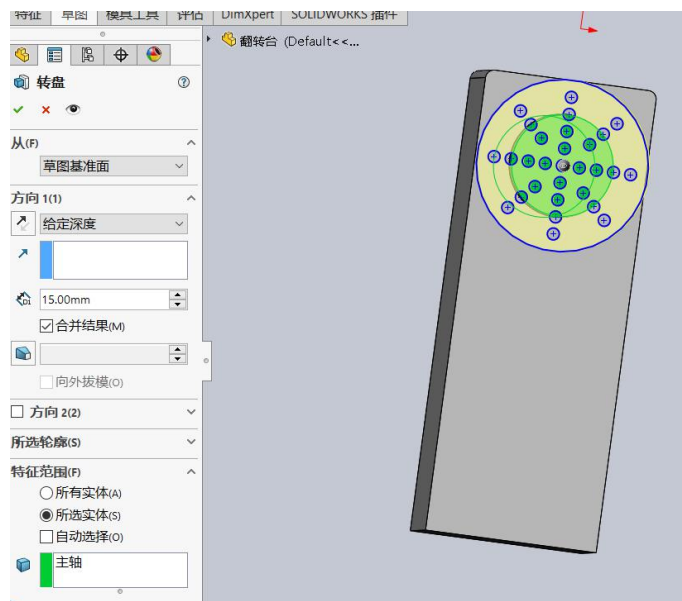 特征 草图 模具工具 评估 DimXpert SOLIDWORKS 插件
翻转台 (Default<<...
转盘
从(F)
草图基准面
方向 1(1)
给定深度
D1
15.00mm
合并结果(M)
向外拔模(O)
方向 2(2)
所选轮廓(S)
特征范围(F)
所有实体(A)
所选实体(S)
自动选择(O)
主轴